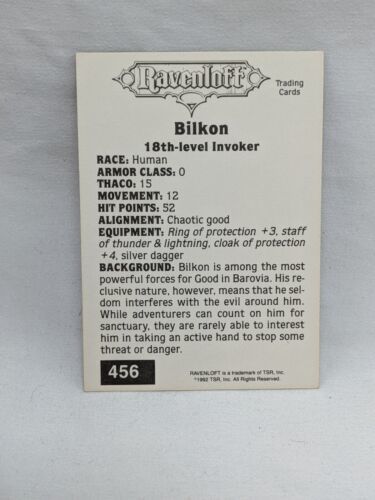 Ravenloft
Trading
Cards
Bilkon
18th-level Invoker
RACE: Human
ARMOR CLASS: 0
THACO: 15
MOVEMENT: 12
HIT POINTS: 52
ALIGNMENT: Chaotic good
EQUIPMENT: Ring of protection +3, staff
of thunder & lightning, cloak of protection
+4, silver dagger
BACKGROUND: Bilkon is among the most
powerful forces for Good in Barovia. His re-
clusive nature, however, means that he sel-
dom interferes with the evil around him.
While adventurers can count on him for
sanctuary, they are rarely able to interest
him in taking an active hand to stop some
threat or danger.
456
RAVENLOFT is a trademark of TSR, Inc.
©1992 TSR, Inc. All Rights Reserved.